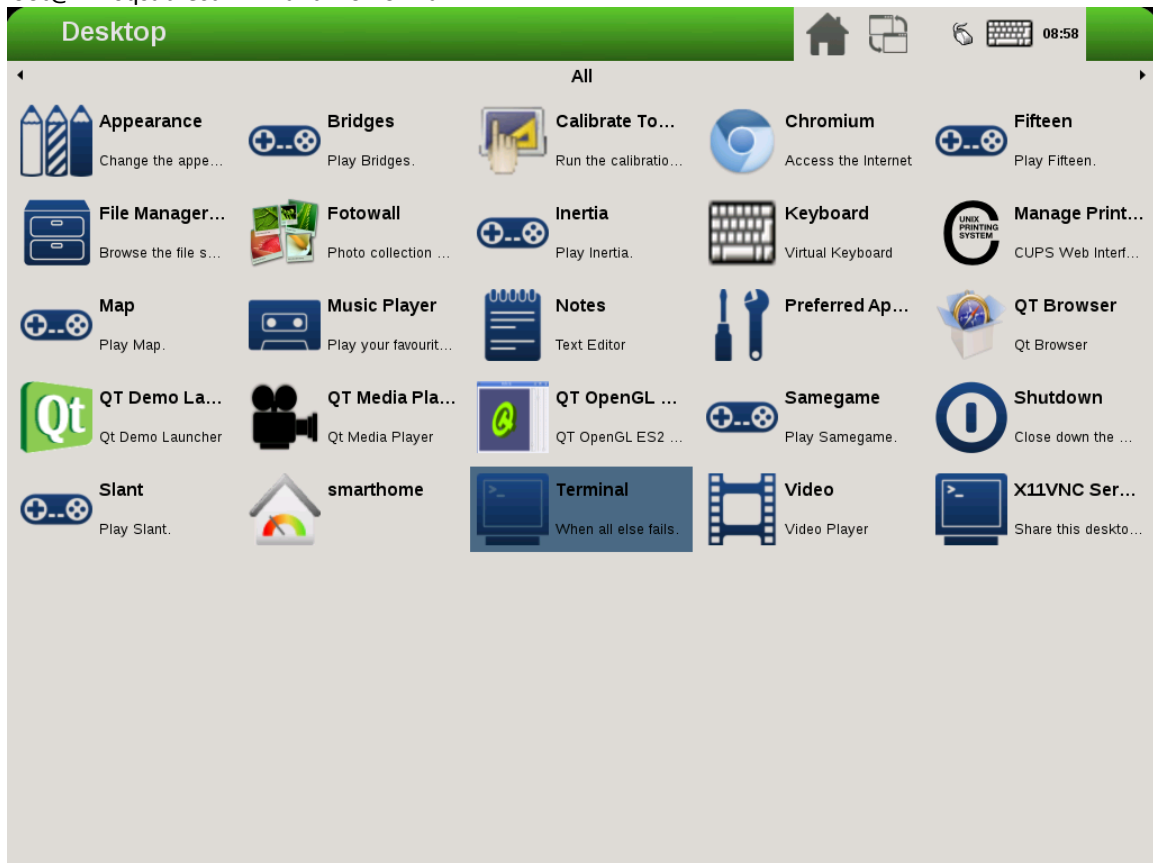 Desktop
08:58
All
Appearance
Change the appe...
Bridges
Play Bridges.
Calibrate To...
Run the calibratio...
Chromium
Access the Internet
Fifteen
Play Fifteen.
File Manager...
Browse the file s...
Fotowall
Photo collection ...
Inertia
Play Inertia.
Keyboard
Virtual Keyboard
UNIX
PRINTING
SYSTEM
Manage Print...
CUPS Web Interf...
Map
Play Map.
Music Player
Play your favourit...
Notes
Text Editor
Preferred Ap...
QT Browser
Qt Browser
Qt
QT Demo La...
Qt Demo Launcher
QT Media Pla...
Qt Media Player
QT OpenGL ...
QT OpenGL ES2 ...
Samegame
Play Samegame.
Shutdown
Close down the ...
Slant
Play Slant.
smarthome
>_
Terminal
When all else fails.
Video
Video Player
>_
X11VNC Ser...
Share this deskto...